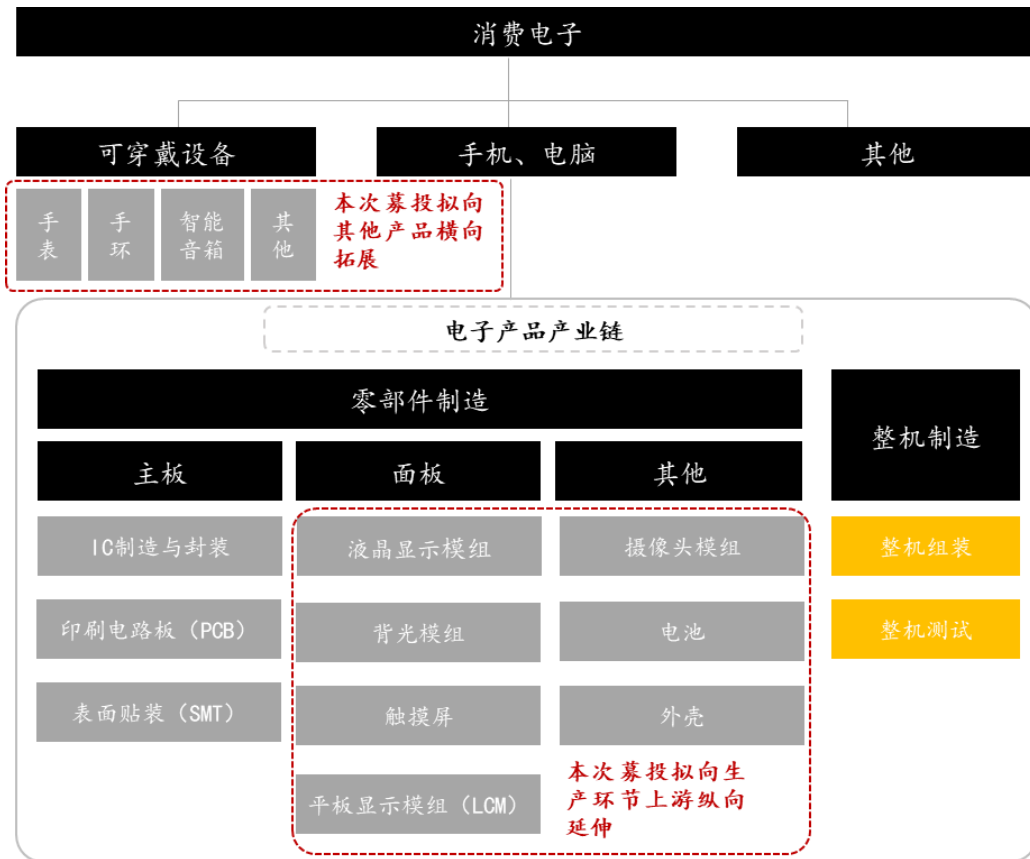 消费电子
可穿戴设备
手机、电脑
其他
手
表
手
环
智能
音箱
其
他
本次募投拟向
其他产品横向
拓展
电子产品产业链
零部件制造
整机制造
主板
面板
其他
IC制造与封装
液晶显示模组
摄像头模组
整机组装
印刷电路板（PCB）
背光模组
电池
整机测试
表面贴装（SMT）
触摸屏
外壳
平板显示模组（LCM）
本次募投拟向生
产环节上游纵向
延伸